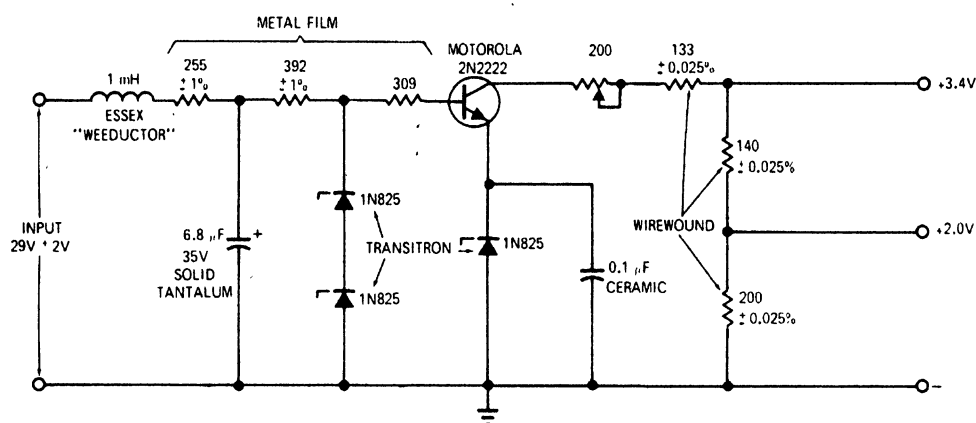 METAL FILM
MOTOROLA
2N2222
1 mH
255
± 1%
392
± 1%
309
200
133
± 0.025%
+3.4V
ESSEX
"WEEDUCTOR"
140
± 0.025%
1N825
INPUT
29V ± 2V
6.8 µF
+
35V
SOLID
TANTALUM
TRANSITRON
1N825
WIREWOUND
+2.0V
1N825
0.1 µF
CERAMIC
200
± 0.025%
−